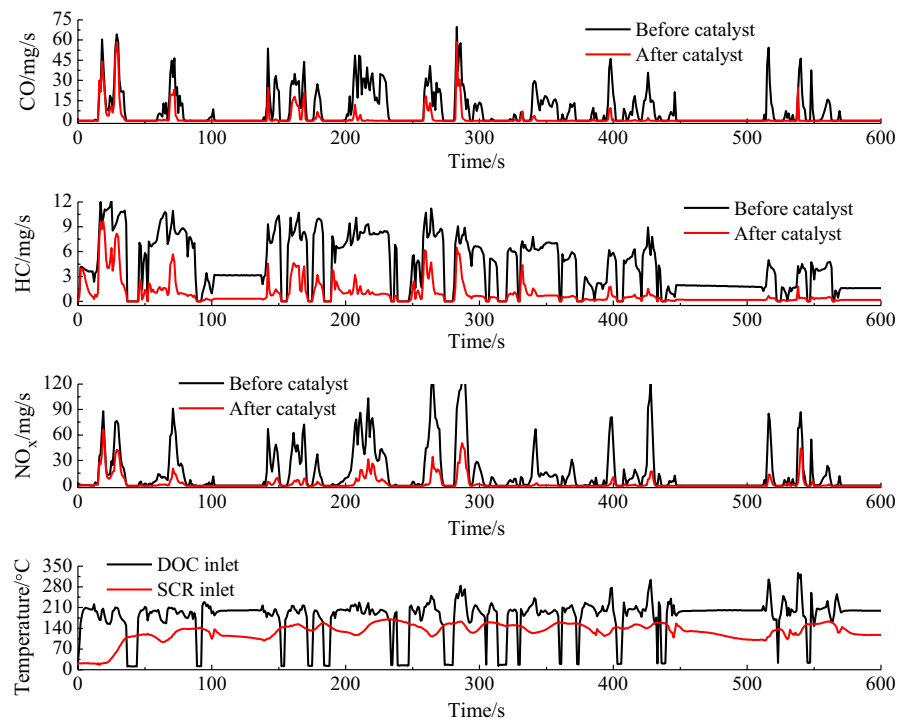 CO/mg/s
75
60
45
30
15
0
Before catalyst
After catalyst
0 100 200 300 400 500 600
Time/s
HC/mg/s
12
9
6
3
0
Before catalyst
After catalyst
0 100 200 300 400 500 600
Time/s
NOx/mg/s
120
90
60
30
0
Before catalyst
After catalyst
0 100 200 300 400 500 600
Time/s
Temperature/°C
350
280
210
140
70
0
DOC inlet
SCR inlet
0 100 200 300 400 500 600
Time/s